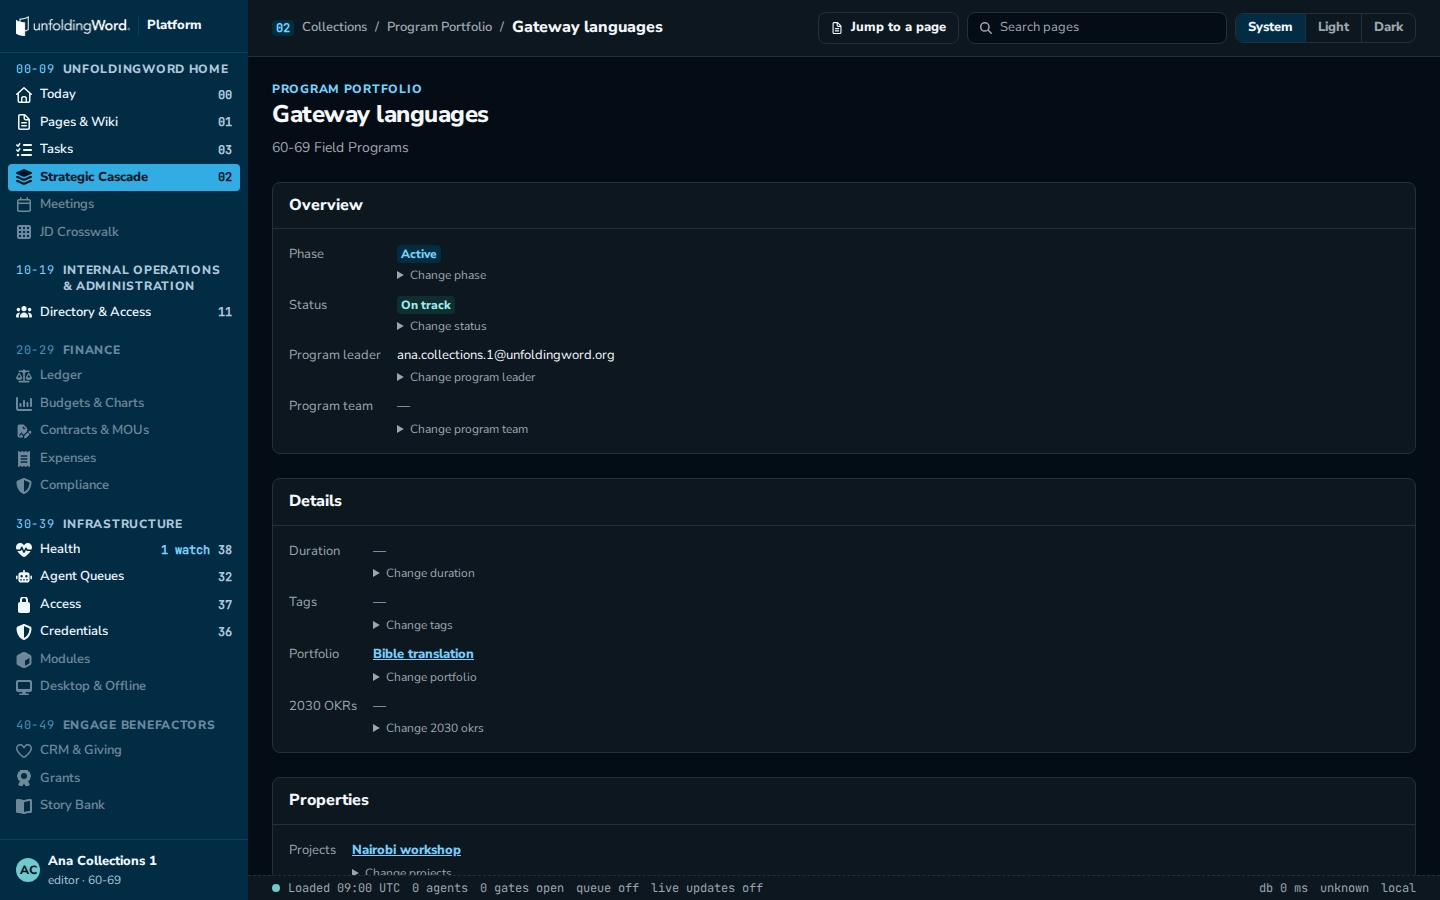 unfoldingWord. Platform
00-09 UNFOLDINGWORD HOME
Today 00
Pages & Wiki 01
Tasks 03
Strategic Cascade 02
Meetings
JD Crosswalk
10-19 INTERNAL OPERATIONS
& ADMINISTRATION
Directory & Access 11
20-29 FINANCE
Ledger
Budgets & Charts
Contracts & MOUs
Expenses
Compliance
30-39 INFRASTRUCTURE
Health 1 watch 38
Agent Queues 32
Access 37
Credentials 36
Modules
Desktop & Offline
40-49 ENGAGE BENEFACTORS
CRM & Giving
Grants
Story Bank
AC Ana Collections 1
editor · 60-69
02 Collections / Program Portfolio / Gateway languages
Jump to a page
Search pages
System Light Dark
PROGRAM PORTFOLIO
Gateway languages
60-69 Field Programs
Overview
Phase Active
Change phase
Status On track
Change status
Program leader ana.collections.1@unfoldingword.org
Change program leader
Program team —
Change program team
Details
Duration —
Change duration
Tags —
Change tags
Portfolio Bible translation
Change portfolio
2030 OKRs —
Change 2030 okrs
Properties
Projects Nairobi workshop
Change projects
Loaded 09:00 UTC 0 agents 0 gates open queue off live updates off
db 0 ms unknown local